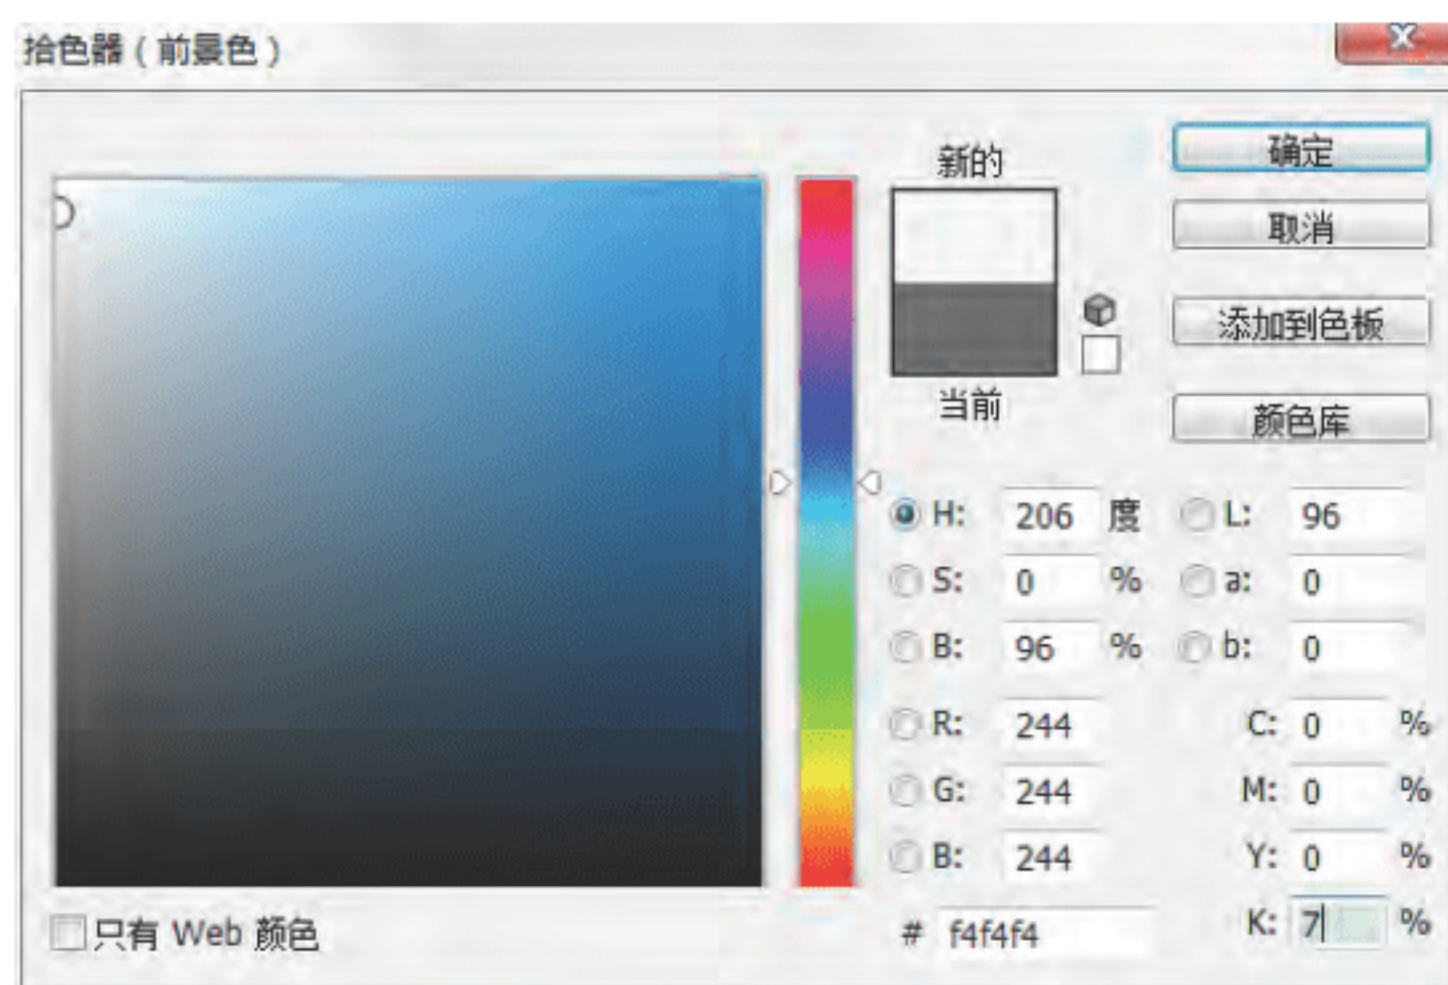 拾色器（前景色）
新的
当前
确定
取消
添加到色板
颜色库
H: 206 度
S: 0 %
B: 96 %
R: 244
G: 244
B: 244
# f4f4f4
L: 96
a: 0
b: 0
C: 0 %
M: 0 %
Y: 0 %
K: 7 %
只有 Web 颜色